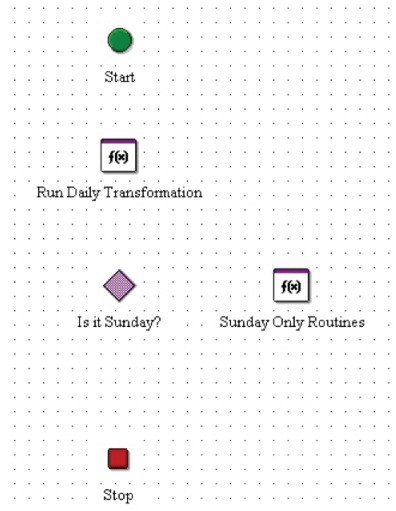 Start
f(x)
Run Daily Transformation
f(x)
Is it Sunday?
Sunday Only Routines
Stop